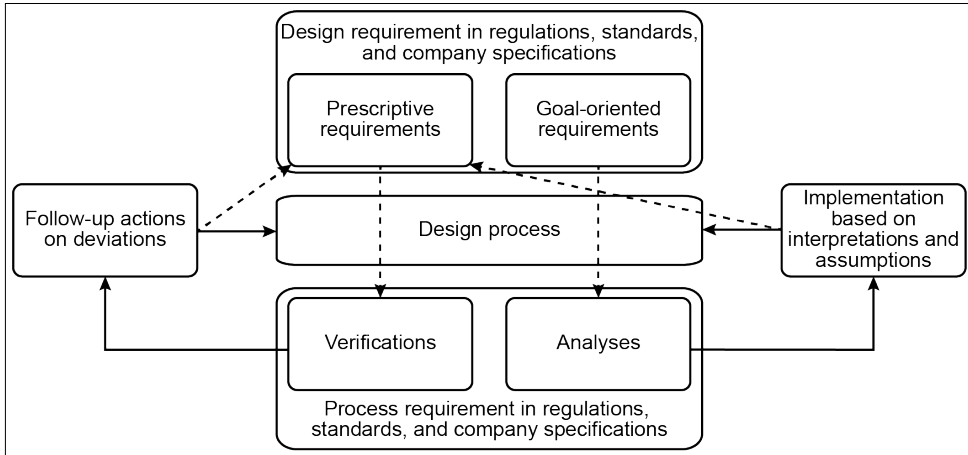 Design requirement in regulations, standards,
and company specifications
Prescriptive
requirements
Goal-oriented
requirements
Follow-up actions
on deviations
Design process
Implementation
based on
interpretations and
assumptions
Verifications
Analyses
Process requirement in regulations,
standards, and company specifications